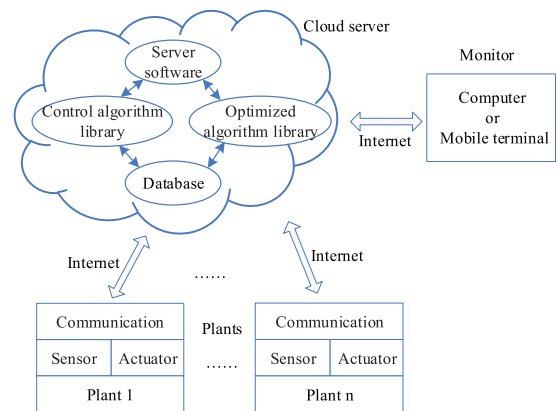 Cloud server
Server
software
Control algorithm
library
Optimized
algorithm library
Database
Monitor
Computer
or
Mobile terminal
Internet
Internet
Internet
......
Communication
Sensor
Actuator
Plant 1
Plants
......
Communication
Sensor
Actuator
Plant n